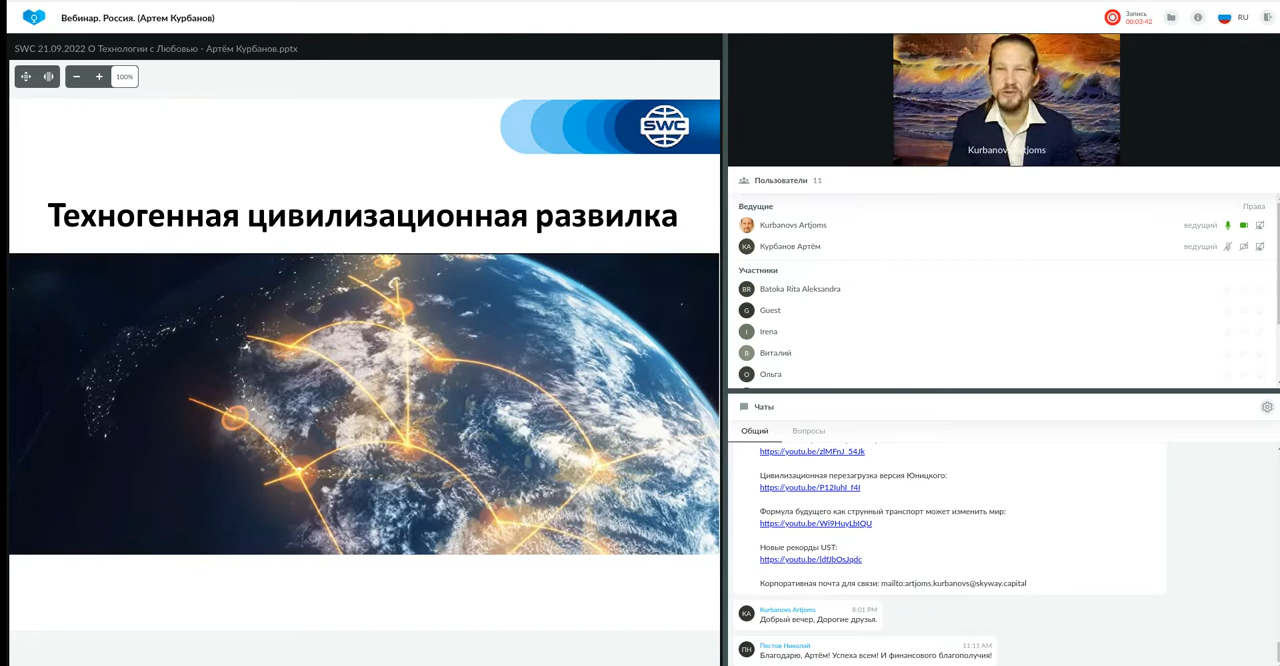 Вебинар. Россия. (Артем Курбанов)
Запись
00:03:42
RU
SWC 21.09.2022 О Технологии с Любовью - Артём Курбанов.pptx
100%
SWC
Техногенная цивилизационная развилка
Kurbanovs Artjoms
Пользователи 11
Ведущие Права
Kurbanovs Artjoms ведущий
КА Курбанов Артём ведущий
Участники
BR Batoka Rita Aleksandra
G Guest
I Irena
В Виталий
О Ольга
Чаты
Общий Вопросы
https://youtu.be/zlMFnJ_54Jk
Цивилизационная перезагрузка версия Юницкого:
https://youtu.be/P12IuhI_f4I
Формула будущего как струнный транспорт может изменить мир:
https://youtu.be/Wi9HuyLbIQU
Новые рекорды UST:
https://youtu.be/ldfJbOsJqdc
Корпоративная почта для связи: mailto:artjoms.kurbanovs@skyway.capital
KA Kurbanovs Artjoms 8:01 PM
Добрый вечер, Дорогие друзья.
ПН Пестов Николай 11:11 AM
Благодарю, Артём! Успеха всем! И финансового благополучия!